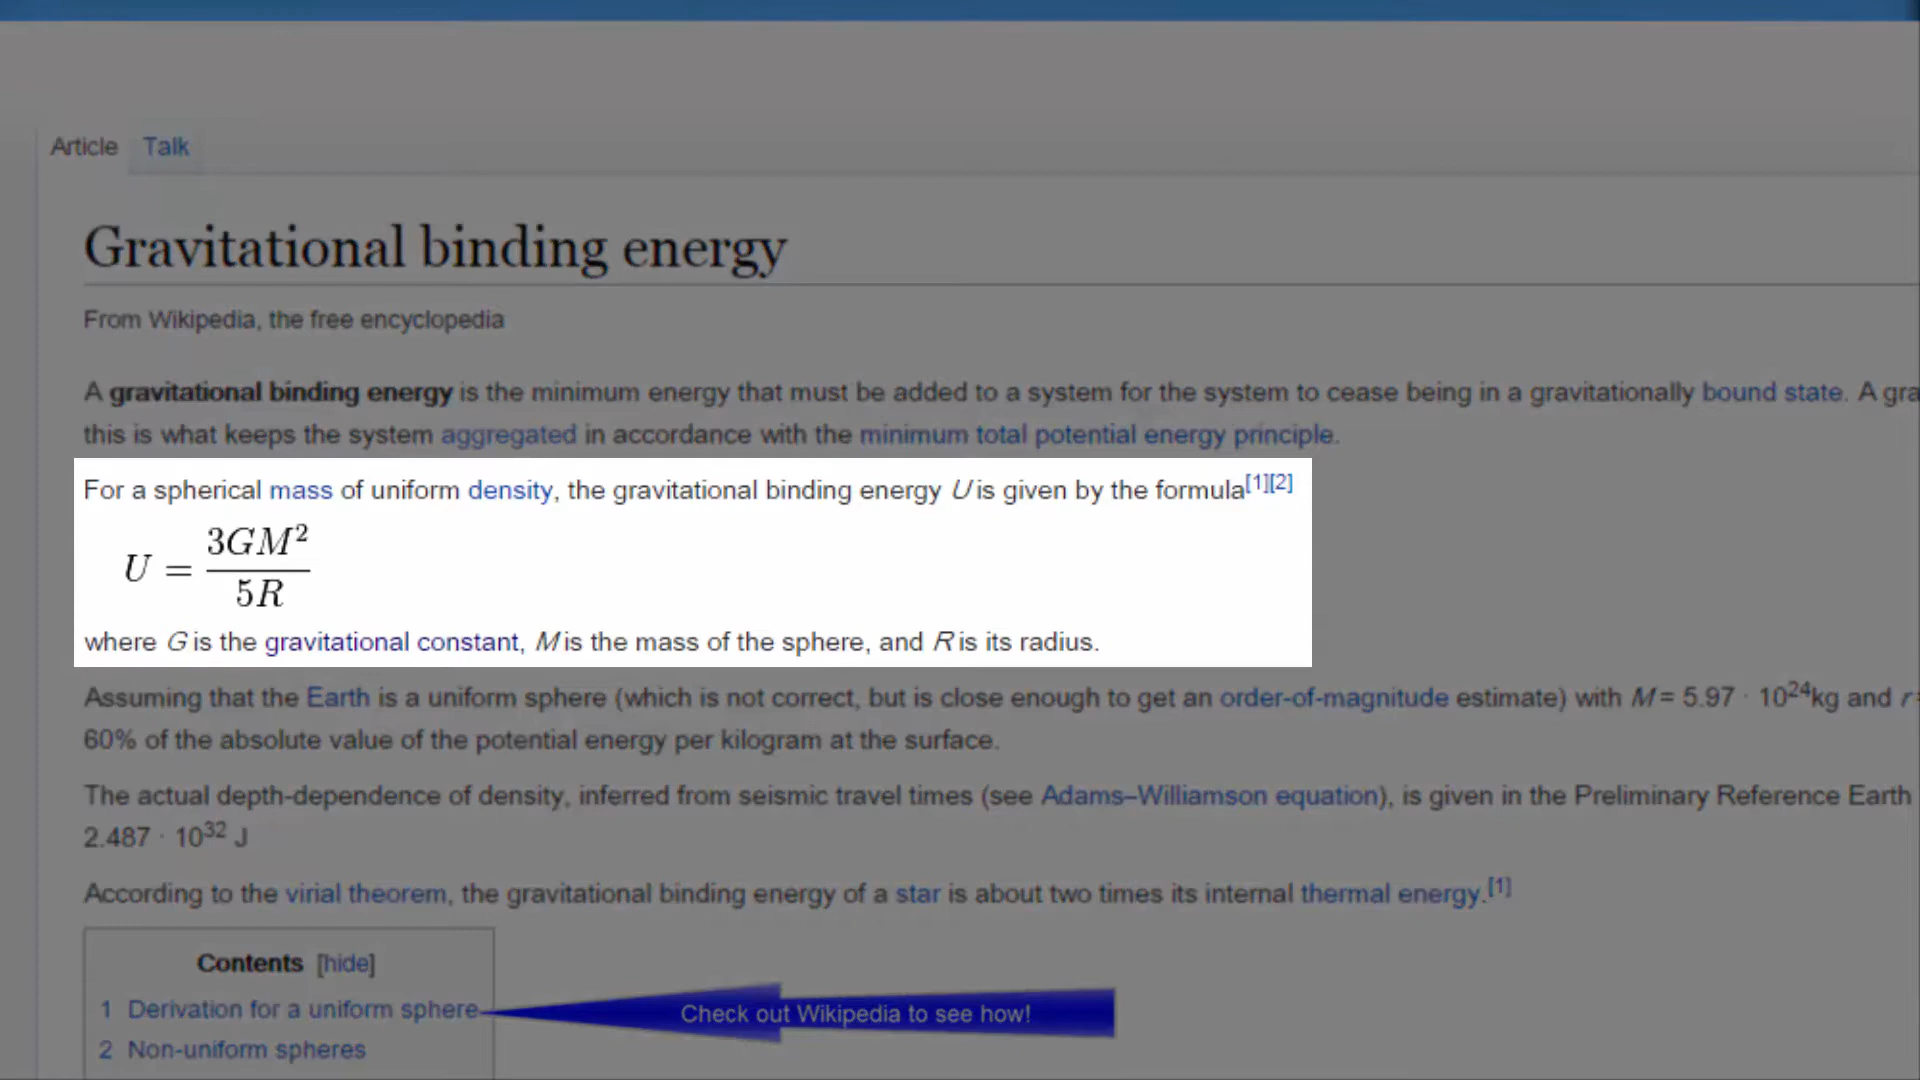 Article Talk
Gravitational binding energy
From Wikipedia, the free encyclopedia
A gravitational binding energy is the minimum energy that must be added to a system for the system to cease being in a gravitationally bound state. A gra
this is what keeps the system aggregated in accordance with the minimum total potential energy principle.
For a spherical mass of uniform density, the gravitational binding energy U is given by the formula[1][2]
U = 3GM²/5R
where G is the gravitational constant, M is the mass of the sphere, and R is its radius.
Assuming that the Earth is a uniform sphere (which is not correct, but is close enough to get an order-of-magnitude estimate) with M = 5.97 · 10²⁴kg and r
60% of the absolute value of the potential energy per kilogram at the surface.
The actual depth-dependence of density, inferred from seismic travel times (see Adams–Williamson equation), is given in the Preliminary Reference Earth
2.487 · 10³² J
According to the virial theorem, the gravitational binding energy of a star is about two times its internal thermal energy.[1]
Contents [hide]
1 Derivation for a uniform sphere
Check out Wikipedia to see how!
2 Non-uniform spheres